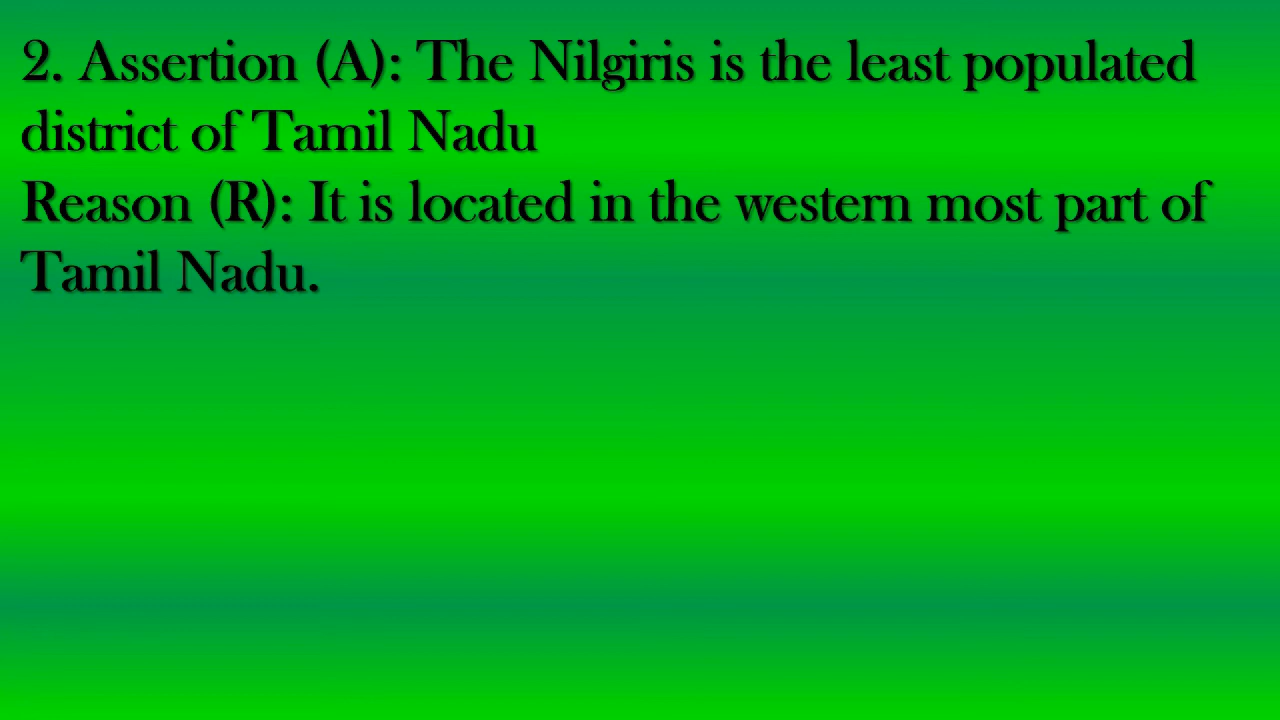 2. Assertion (A): The Nilgiris is the least populated
district of Tamil Nadu
Reason (R): It is located in the western most part of
Tamil Nadu.